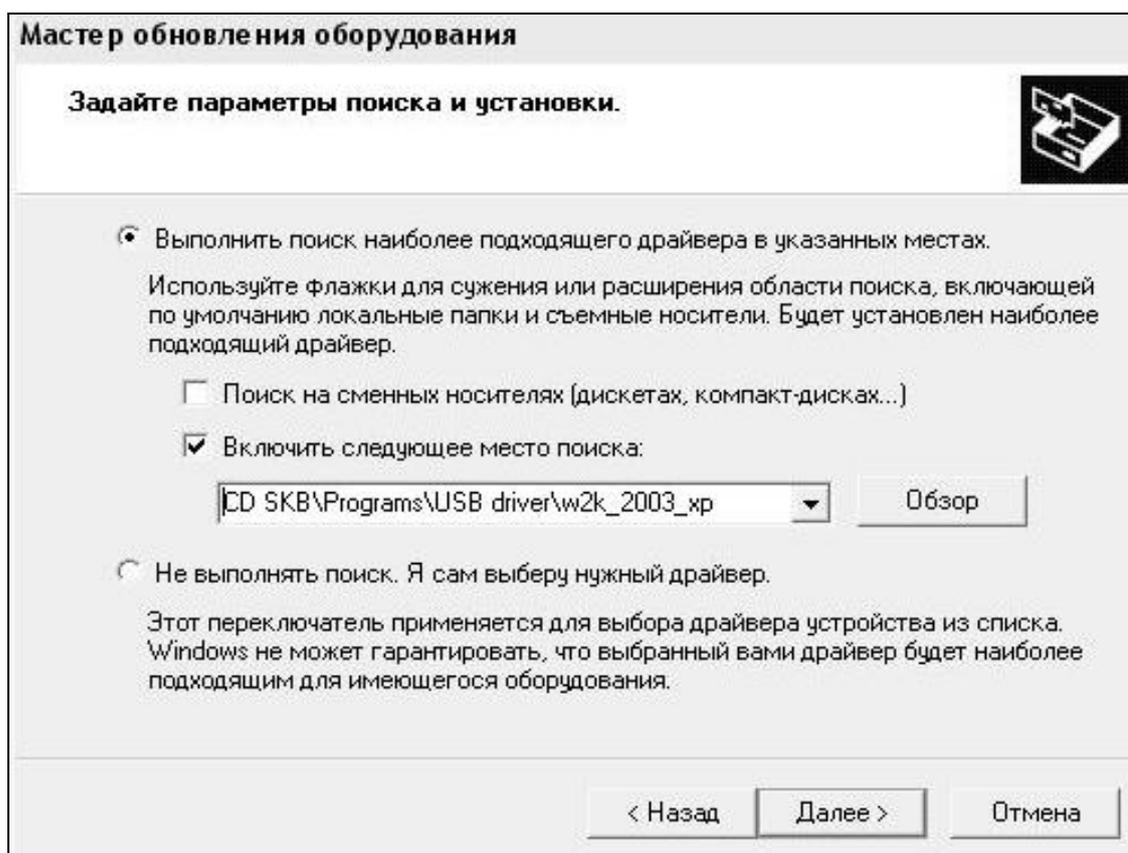 Мастер обновления оборудования
Задайте параметры поиска и установки.
Выполнить поиск наиболее подходящего драйвера в указанных местах.
Используйте флажки для сужения или расширения области поиска, включающей
по умолчанию локальные папки и съемные носители. Будет установлен наиболее
подходящий драйвер.
Поиск на сменных носителях (дискетах, компакт-дисках...)
Включить следующее место поиска:
CD SKB\Programs\USB driver\w2k_2003_xp
Обзор
Не выполнять поиск. Я сам выберу нужный драйвер.
Этот переключатель применяется для выбора драйвера устройства из списка.
Windows не может гарантировать, что выбранный вами драйвер будет наиболее
подходящим для имеющегося оборудования.
< Назад
Далее >
Отмена